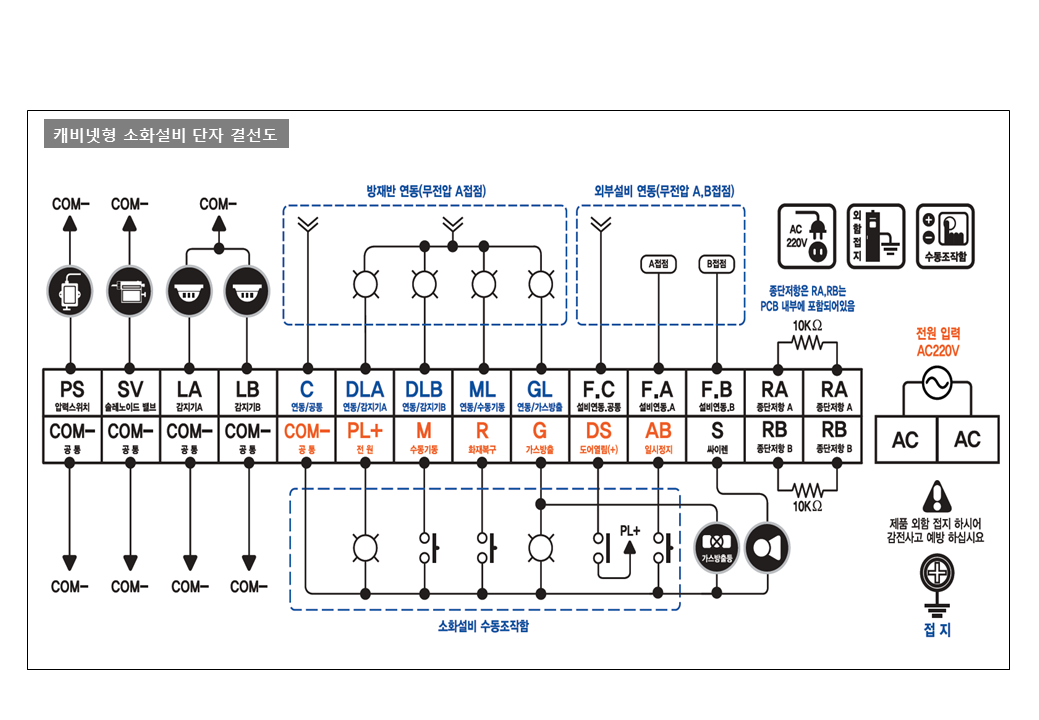 캐비넷형 소화설비 단자 결선도
방재반 연동(무전압 A접점)
외부설비 연동(무전압 A,B접점)
COM-
COM-
COM-
AC
220V
외함접지
수동조작함
A접점
B접점
종단저항은 RA,RB는
PCB 내부에 포함되어있음
10KΩ
전원 입력
AC220V
PS
압력스위치
SV
솔레노이드 밸브
LA
감지기A
LB
감지기B
C
연동/공통
DLA
연동/감지기A
DLB
연동/감지기B
ML
연동/수동기동
GL
연동/가스방출
F.C
설비연동.공통
F.A
설비연동.A
F.B
설비연동.B
RA
종단저항 A
RA
종단저항 A
COM-
공 통
COM-
공 통
COM-
공 통
COM-
공 통
COM-
공 통
PL+
전 원
M
수동기동
R
화재복구
G
가스방출
DS
도어열림(+)
AB
일시정지
S
싸이렌
RB
종단저항 B
RB
종단저항 B
AC
AC
10KΩ
PL+
가스방출등
COM-
COM-
COM-
COM-
소화설비 수동조작함
제품 외함 접지 하시어
감전사고 예방 하십시요
접 지